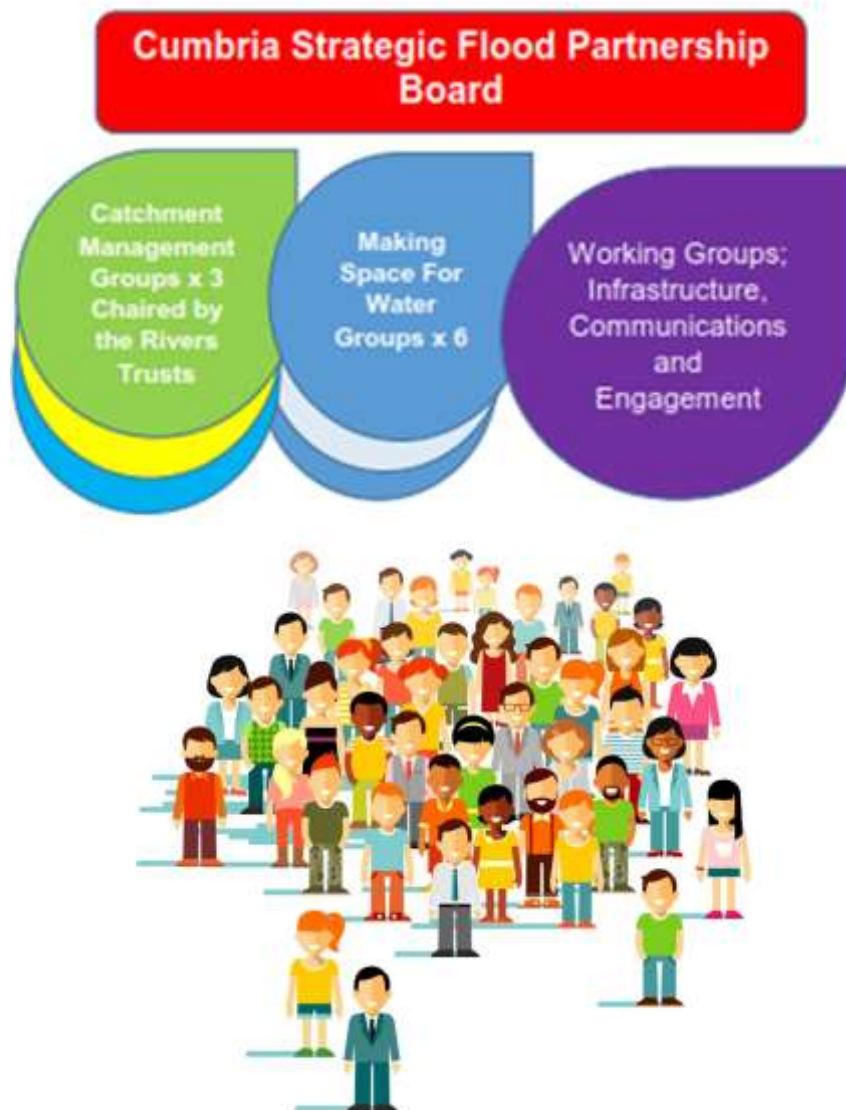 Cumbria Strategic Flood Partnership
Board
Catchment
Management
Groups x 3
Chaired by
the Rivers
Trusts
Making
Space For
Water
Groups x 6
Working Groups;
Infrastructure,
Communications
and
Engagement